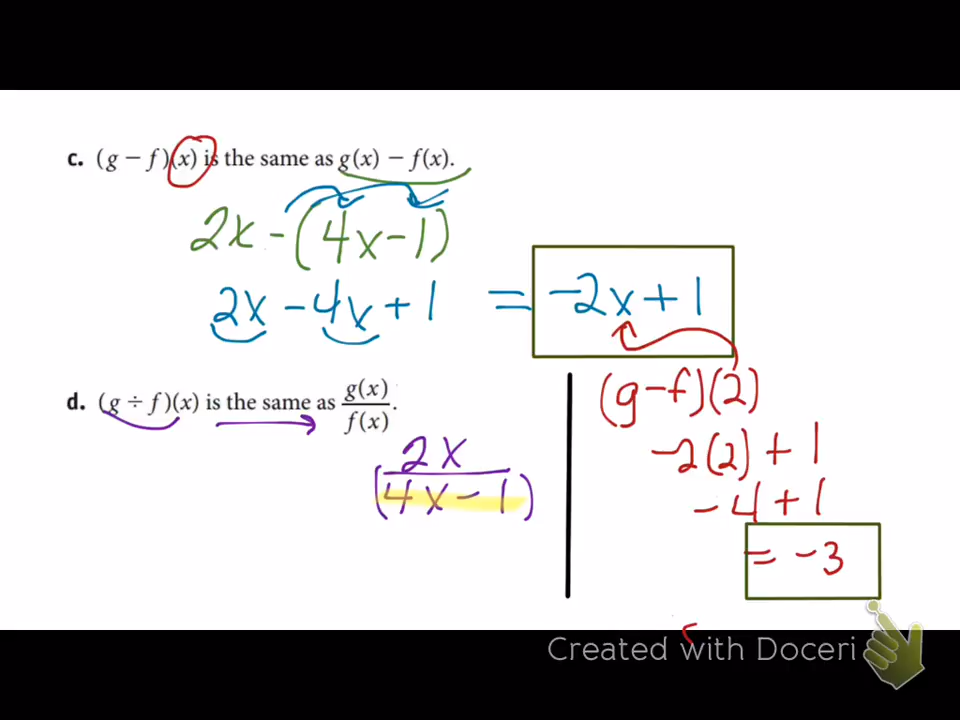 c. (g − f)(x) is the same as g(x) − f(x).
2x - (4x - 1)
2x - 4x + 1 = -2x + 1
d. (g ÷ f)(x) is the same as g(x)/f(x).
2x
(4x - 1)
(g-f)(2)
-2(2) + 1
-4 + 1
= -3
Created with Doceri